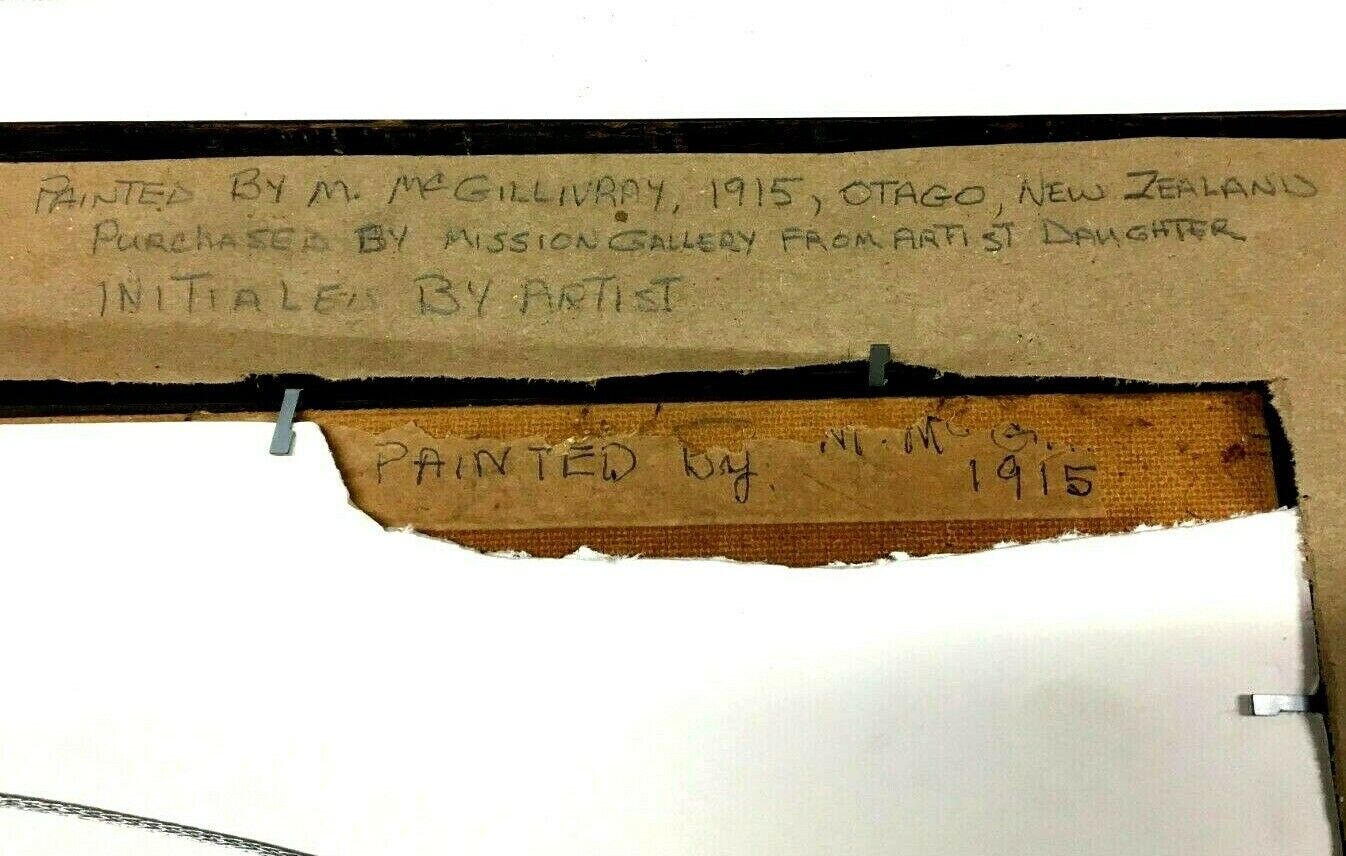 PAINTED BY M. McGILLIVRAY, 1915, OTAGO, NEW ZEALAND
PURCHASED BY MISSION GALLERY FROM ARTIST DAUGHTER
INITIALED BY ARTIST
PAINTED by. M. Mc G...
1915